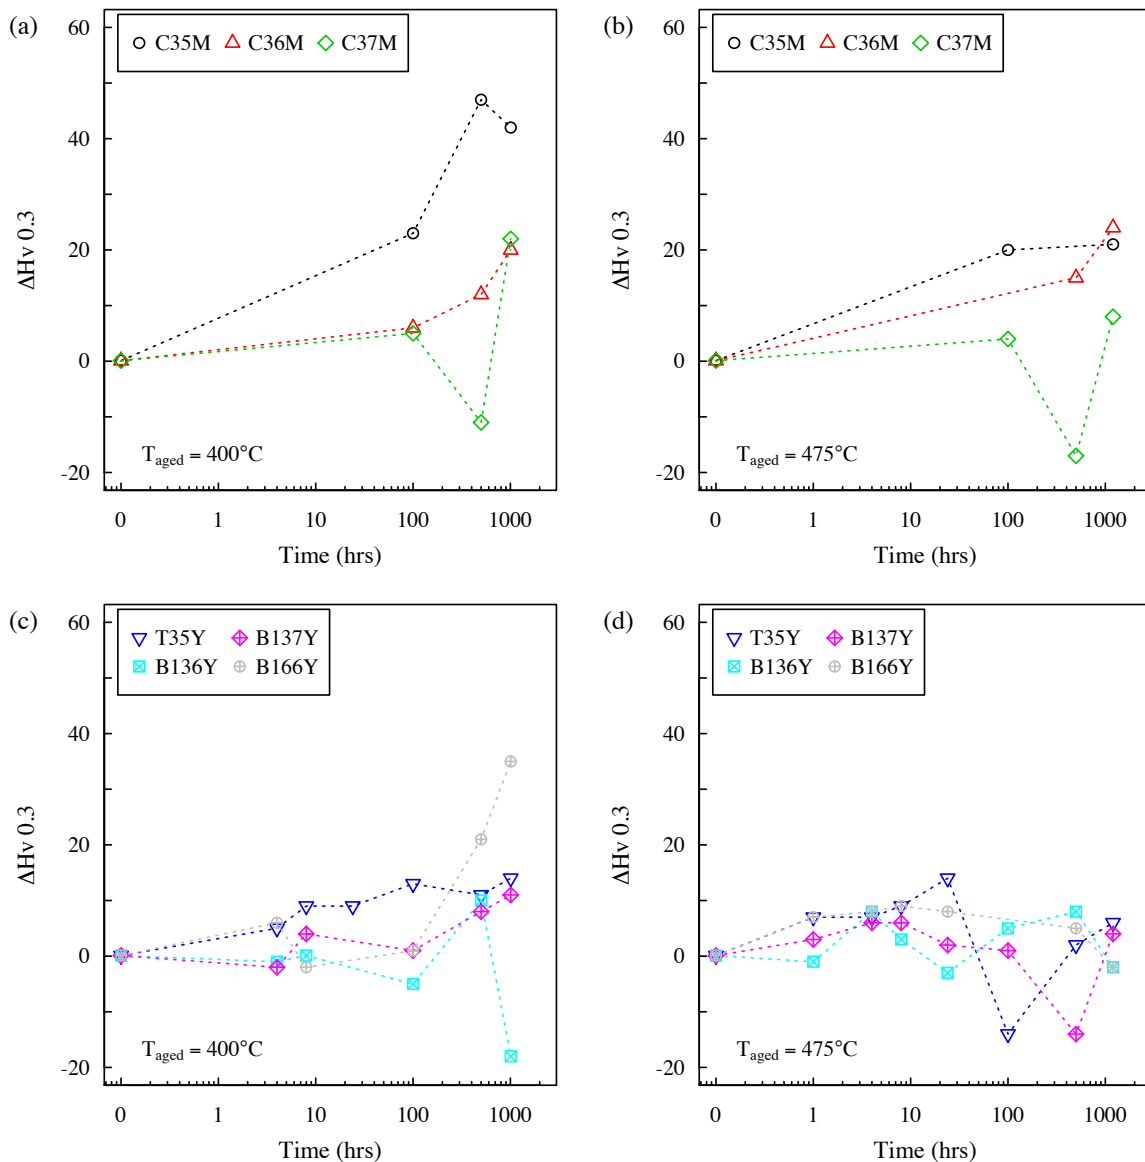 (a)
C35M C36M C37M
60
40
20
0
-20
ΔHv 0.3
T_aged = 400°C
0 1 10 100 1000
Time (hrs)
(b)
C35M C36M C37M
60
40
20
0
-20
ΔHv 0.3
T_aged = 475°C
0 1 10 100 1000
Time (hrs)
(c)
T35Y B137Y
B136Y B166Y
60
40
20
0
-20
ΔHv 0.3
T_aged = 400°C
0 1 10 100 1000
Time (hrs)
(d)
T35Y B137Y
B136Y B166Y
60
40
20
0
-20
ΔHv 0.3
T_aged = 475°C
0 1 10 100 1000
Time (hrs)